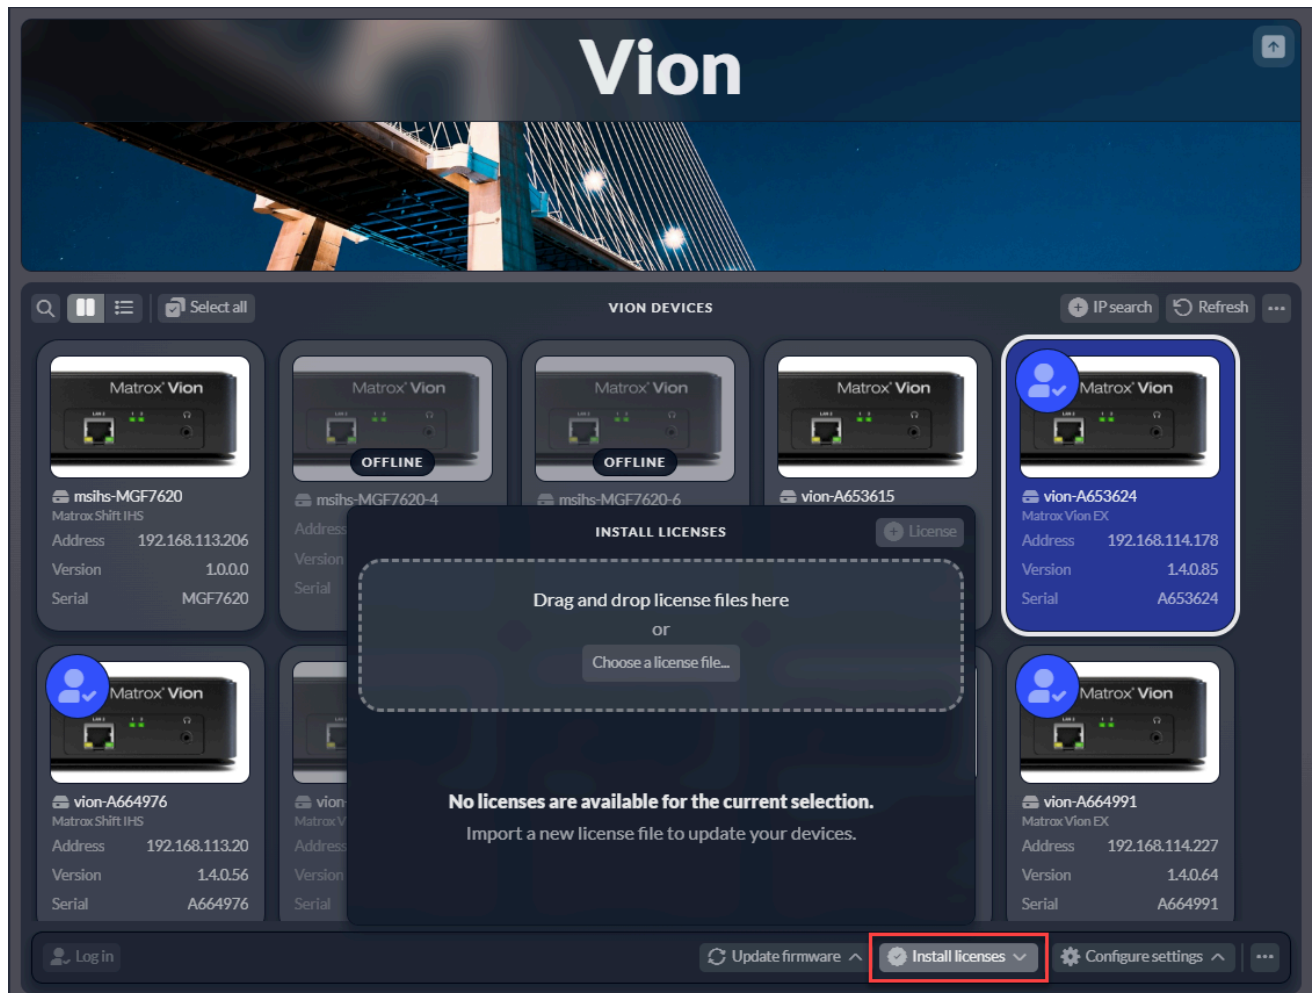 Vion
Select all
VION DEVICES
IP search
Refresh
Matrox Vion
LAN 2
1 2
msihs-MGF7620
Matrox Shift IHS
Address 192.168.113.206
Version 1.0.0.0
Serial MGF7620
Matrox Vion
OFFLINE
msihs-MGF7620-4
Address
Version
Serial
Matrox Vion
OFFLINE
msihs-MGF7620-6
Matrox Vion
vion-A653615
Matrox Vion
vion-A653624
Matrox Vion EX
Address 192.168.114.178
Version 1.4.0.85
Serial A653624
INSTALL LICENSES
License
Drag and drop license files here
or
Choose a license file...
No licenses are available for the current selection.
Import a new license file to update your devices.
Matrox Vion
vion-A664976
Matrox Shift IHS
Address 192.168.113.20
Version 1.4.0.56
Serial A664976
vion
Matrox V
Address
Version
Serial
Matrox Vion
vion-A664991
Matrox Vion EX
Address 192.168.114.227
Version 1.4.0.64
Serial A664991
Log in
Update firmware
Install licenses
Configure settings